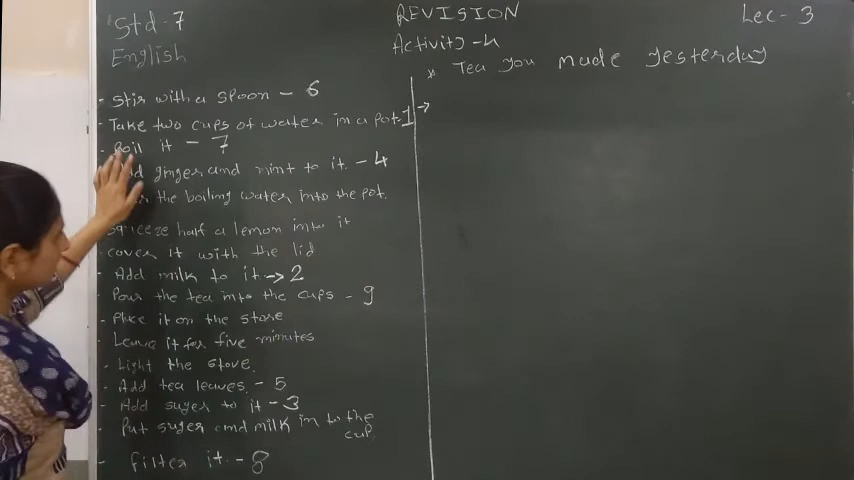 Std-7
English
REVISION
Activity-4
Lec-3
* Tea you made yesterday
→
- Stir with a spoon - 6
- Take two cups of water in a pot. 1
- Boil it - 7
ginger and mint to it. - 4
the boiling water into the pot.
squeeze half a lemon into it
cover it with the lid
- Add milk to it → 2
- Pour the tea into the cups - 9
- Place it on the stove
- Leave it for five minutes
- Light the stove.
- Add tea leaves. - 5
- Add suger to it - 3
- Put suger and milk in to the
cup.
- filter it. - 8